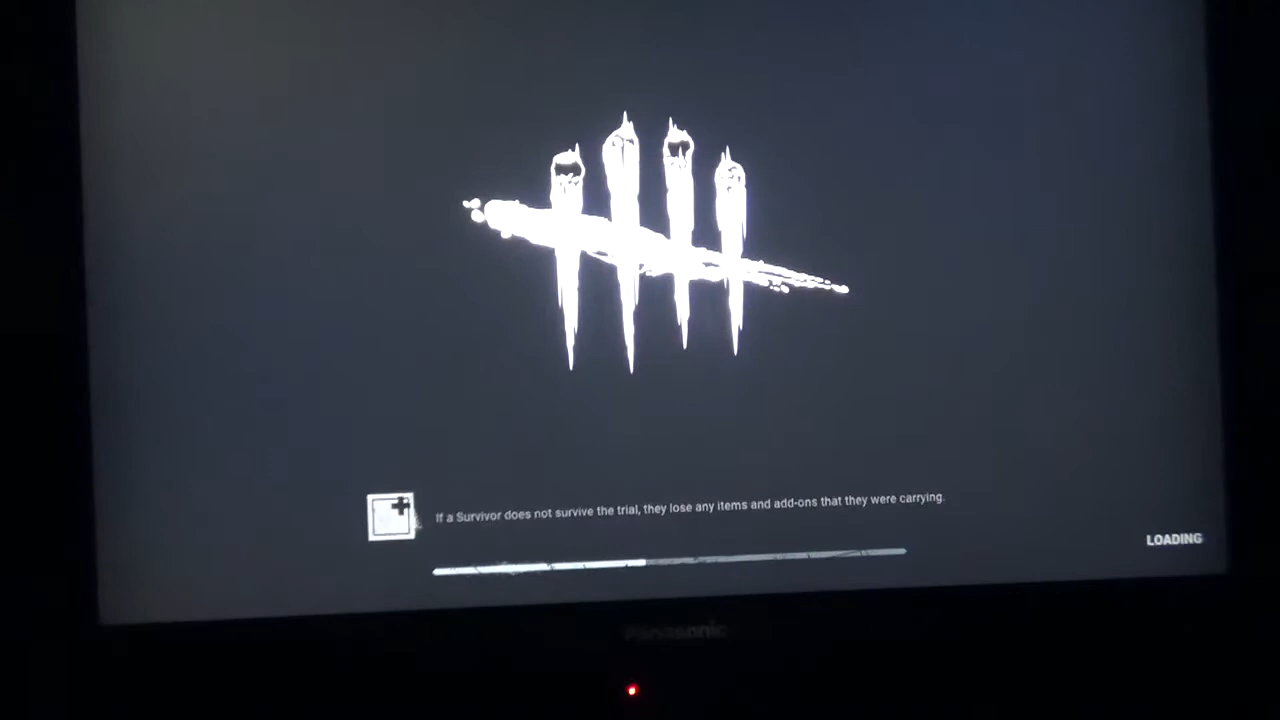 If a Survivor does not survive the trial, they lose any items and add-ons that they were carrying.
LOADING
Panasonic